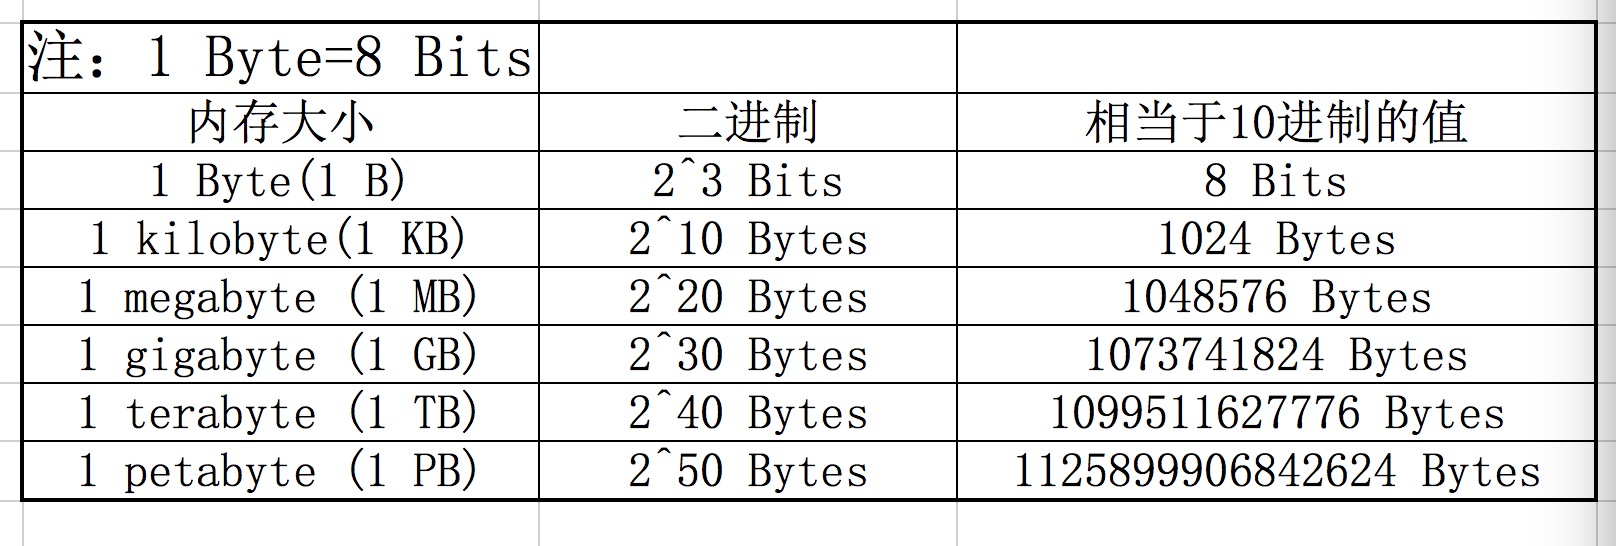 注：1 Byte=8 Bits
内存大小 二进制 相当于10进制的值
1 Byte(1 B) 2^3 Bits 8 Bits
1 kilobyte(1 KB) 2^10 Bytes 1024 Bytes
1 megabyte (1 MB) 2^20 Bytes 1048576 Bytes
1 gigabyte (1 GB) 2^30 Bytes 1073741824 Bytes
1 terabyte (1 TB) 2^40 Bytes 1099511627776 Bytes
1 petabyte (1 PB) 2^50 Bytes 1125899906842624 Bytes